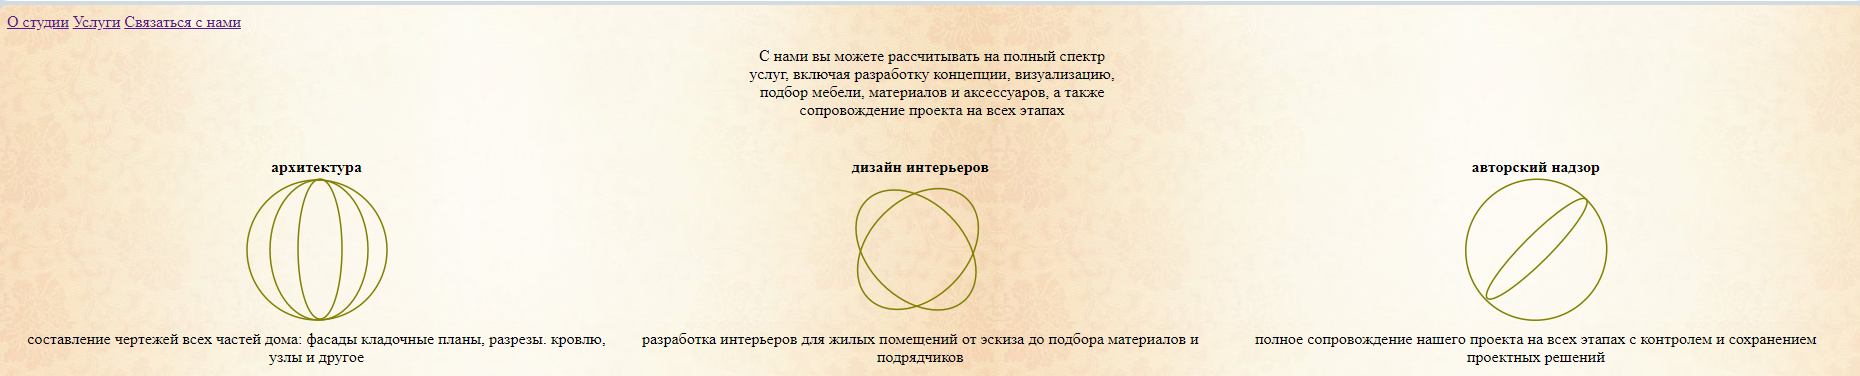 О студии Услуги Связаться с нами
С нами вы можете рассчитывать на полный спектр
услуг, включая разработку концепции, визуализацию,
подбор мебели, материалов и аксессуаров, а также
сопровождение проекта на всех этапах
архитектура
составление чертежей всех частей дома: фасады кладочные планы, разрезы. кровлю,
узлы и другое
дизайн интерьеров
разработка интерьеров для жилых помещений от эскиза до подбора материалов и
подрядчиков
авторский надзор
полное сопровождение нашего проекта на всех этапах с контролем и сохранением
проектных решений